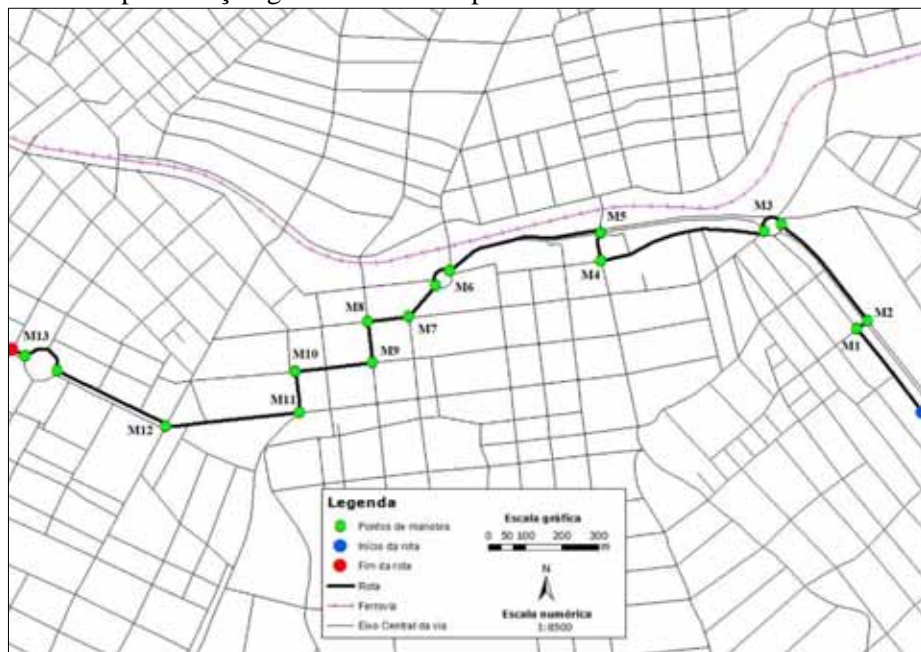 M3
M5
M4
M2
M1
M6
M8
M7
M13
M10
M9
M11
M12
Legenda
Pontos de manobra
Início da rota
Fim da rota
Rota
Ferrovia
Eixo Central da via
Escala gráfica
0 50 100 200 300
m
N
Escala numérica
1:8500